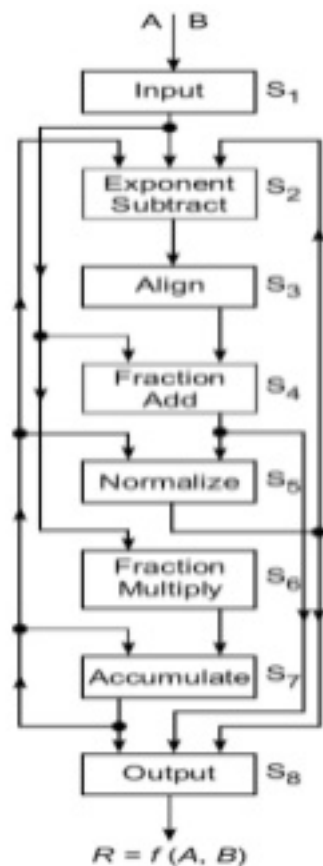 A B
Input S1
Exponent Subtract S2
Align S3
Fraction Add S4
Normalize S5
Fraction Multiply S6
Accumulate S7
Output S8
R = f (A, B)